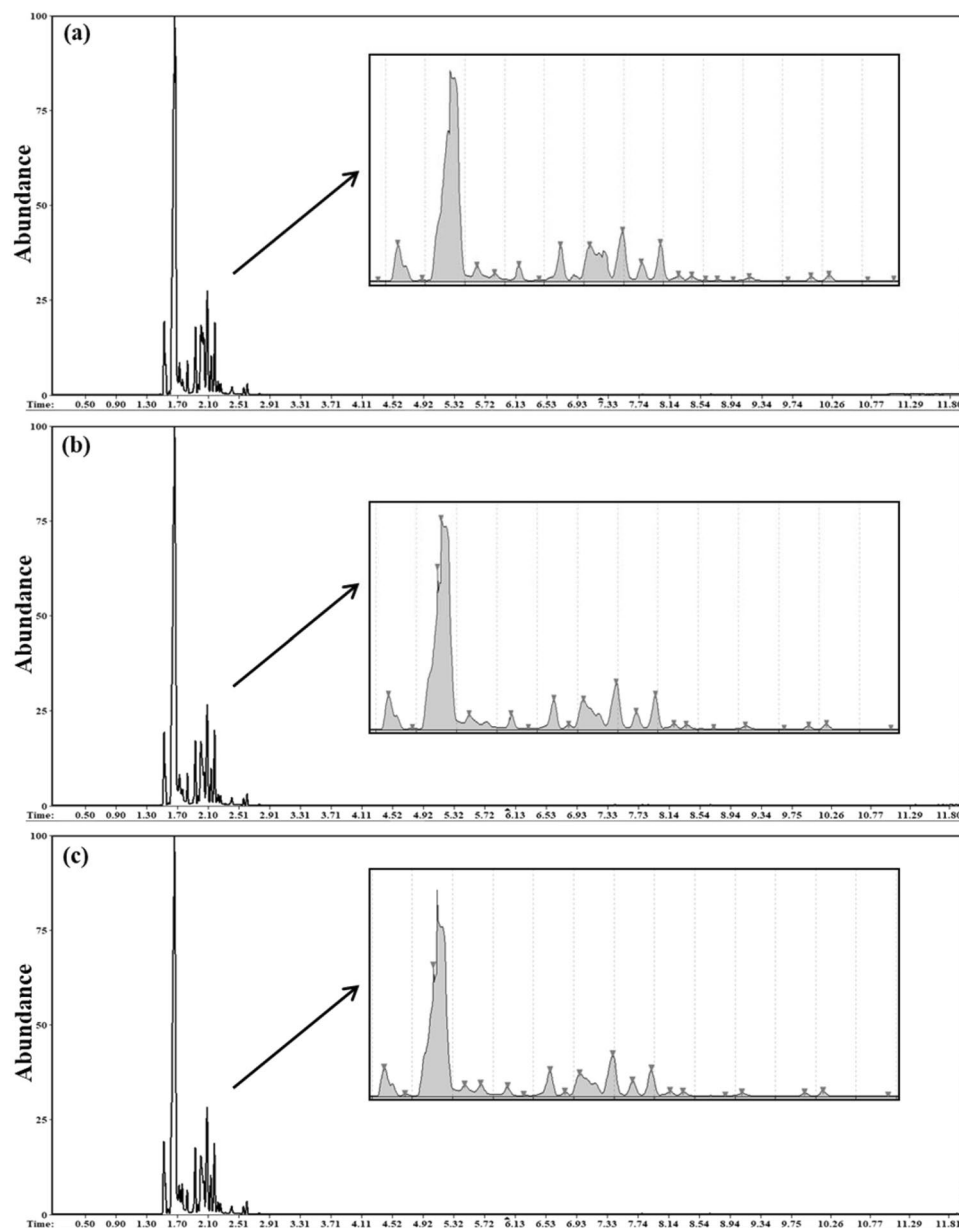 100
(a)
75
Abundance
50
25
0
Time: 0.50 0.90 1.30 1.70 2.10 2.51 2.91 3.31 3.71 4.11 4.52 4.92 5.32 5.72 6.13 6.53 6.93 7.33 7.74 8.14 8.54 8.94 9.34 9.74 10.26 10.77 11.29 11.80
100
(b)
75
Abundance
50
25
0
Time: 0.50 0.90 1.30 1.70 2.10 2.51 2.91 3.31 3.71 4.11 4.52 4.92 5.32 5.72 6.13 6.53 6.93 7.33 7.73 8.14 8.54 8.94 9.34 9.75 10.26 10.77 11.29 11.80
100
(c)
75
Abundance
50
25
0
Time: 0.50 0.90 1.30 1.70 2.10 2.51 2.91 3.31 3.71 4.11 4.52 4.92 5.32 5.72 6.13 6.53 6.93 7.33 7.73 8.14 8.54 8.94 9.34 9.75 10.26 10.77 11.29 11.80